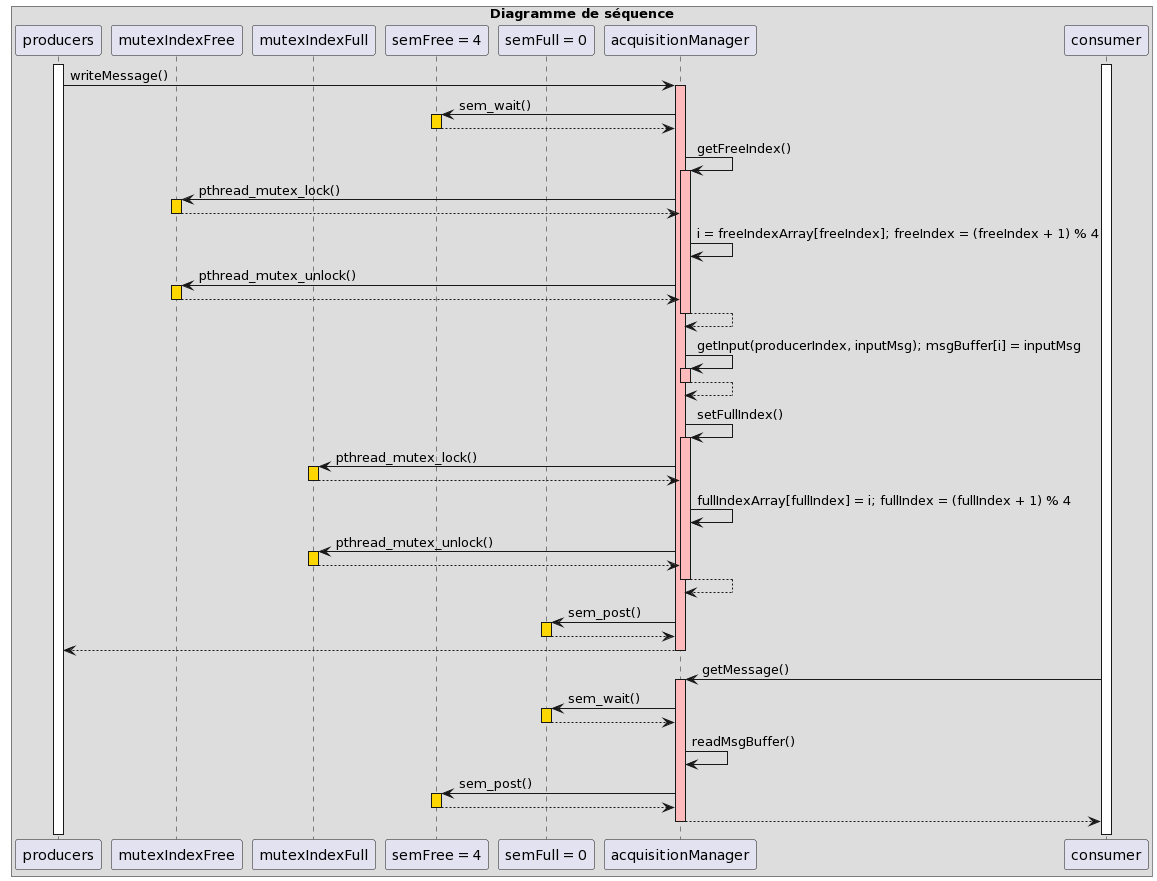 Diagramme de séquence
producers mutexIndexFree mutexIndexFull semFree = 4 semFull = 0 acquisitionManager consumer
writeMessage()
sem_wait()
getFreeIndex()
pthread_mutex_lock()
i = freeIndexArray[freeIndex]; freeIndex = (freeIndex + 1) % 4
pthread_mutex_unlock()
getInput(producerIndex, inputMsg); msgBuffer[i] = inputMsg
setFullIndex()
pthread_mutex_lock()
fullIndexArray[fullIndex] = i; fullIndex = (fullIndex + 1) % 4
pthread_mutex_unlock()
sem_post()
getMessage()
sem_wait()
readMsgBuffer()
sem_post()
producers mutexIndexFree mutexIndexFull semFree = 4 semFull = 0 acquisitionManager consumer